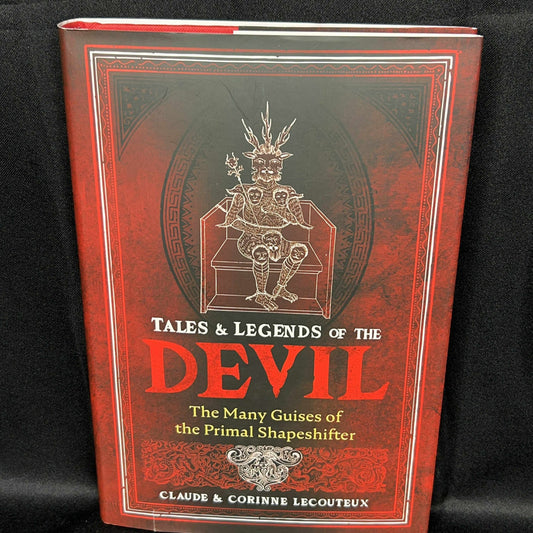 TALES & LEGENDS OF THE
DEVIL
The Many Guises of
the Primal Shapeshifter
CLAUDE & CORINNE LECOUTEUX